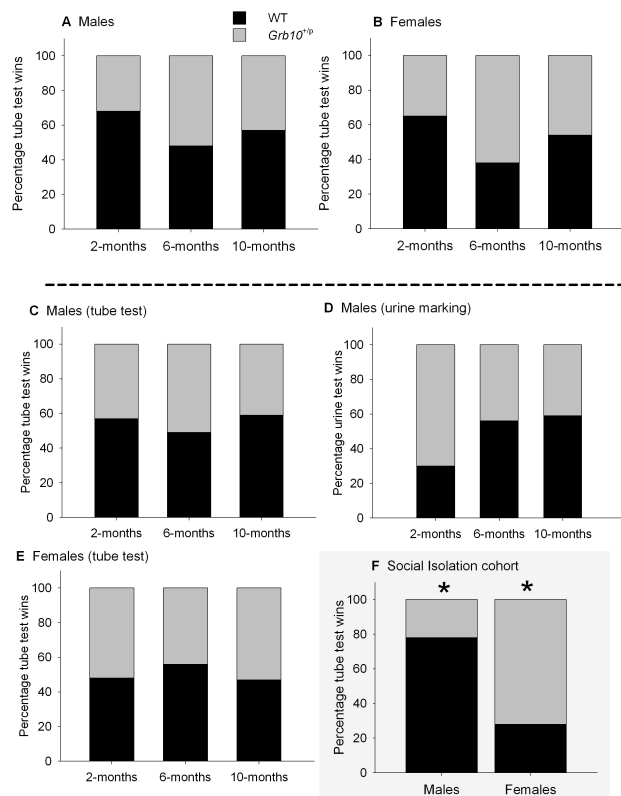 A Males
WT
Grb10+/p
B Females
Percentage tube test wins
100
80
60
40
20
0
2-months 6-months 10-months
Percentage tube test wins
100
80
60
40
20
0
2-months 6-months 10-months
C Males (tube test)
Percentage tube test wins
100
80
60
40
20
0
2-months 6-months 10-months
D Males (urine marking)
Percentage urine test wins
100
80
60
40
20
0
2-months 6-months 10-months
E Females (tube test)
Percentage tube test wins
100
80
60
40
20
0
2-months 6-months 10-months
F Social Isolation cohort
* *
Percentage tube test wins
100
80
60
40
20
0
Males Females